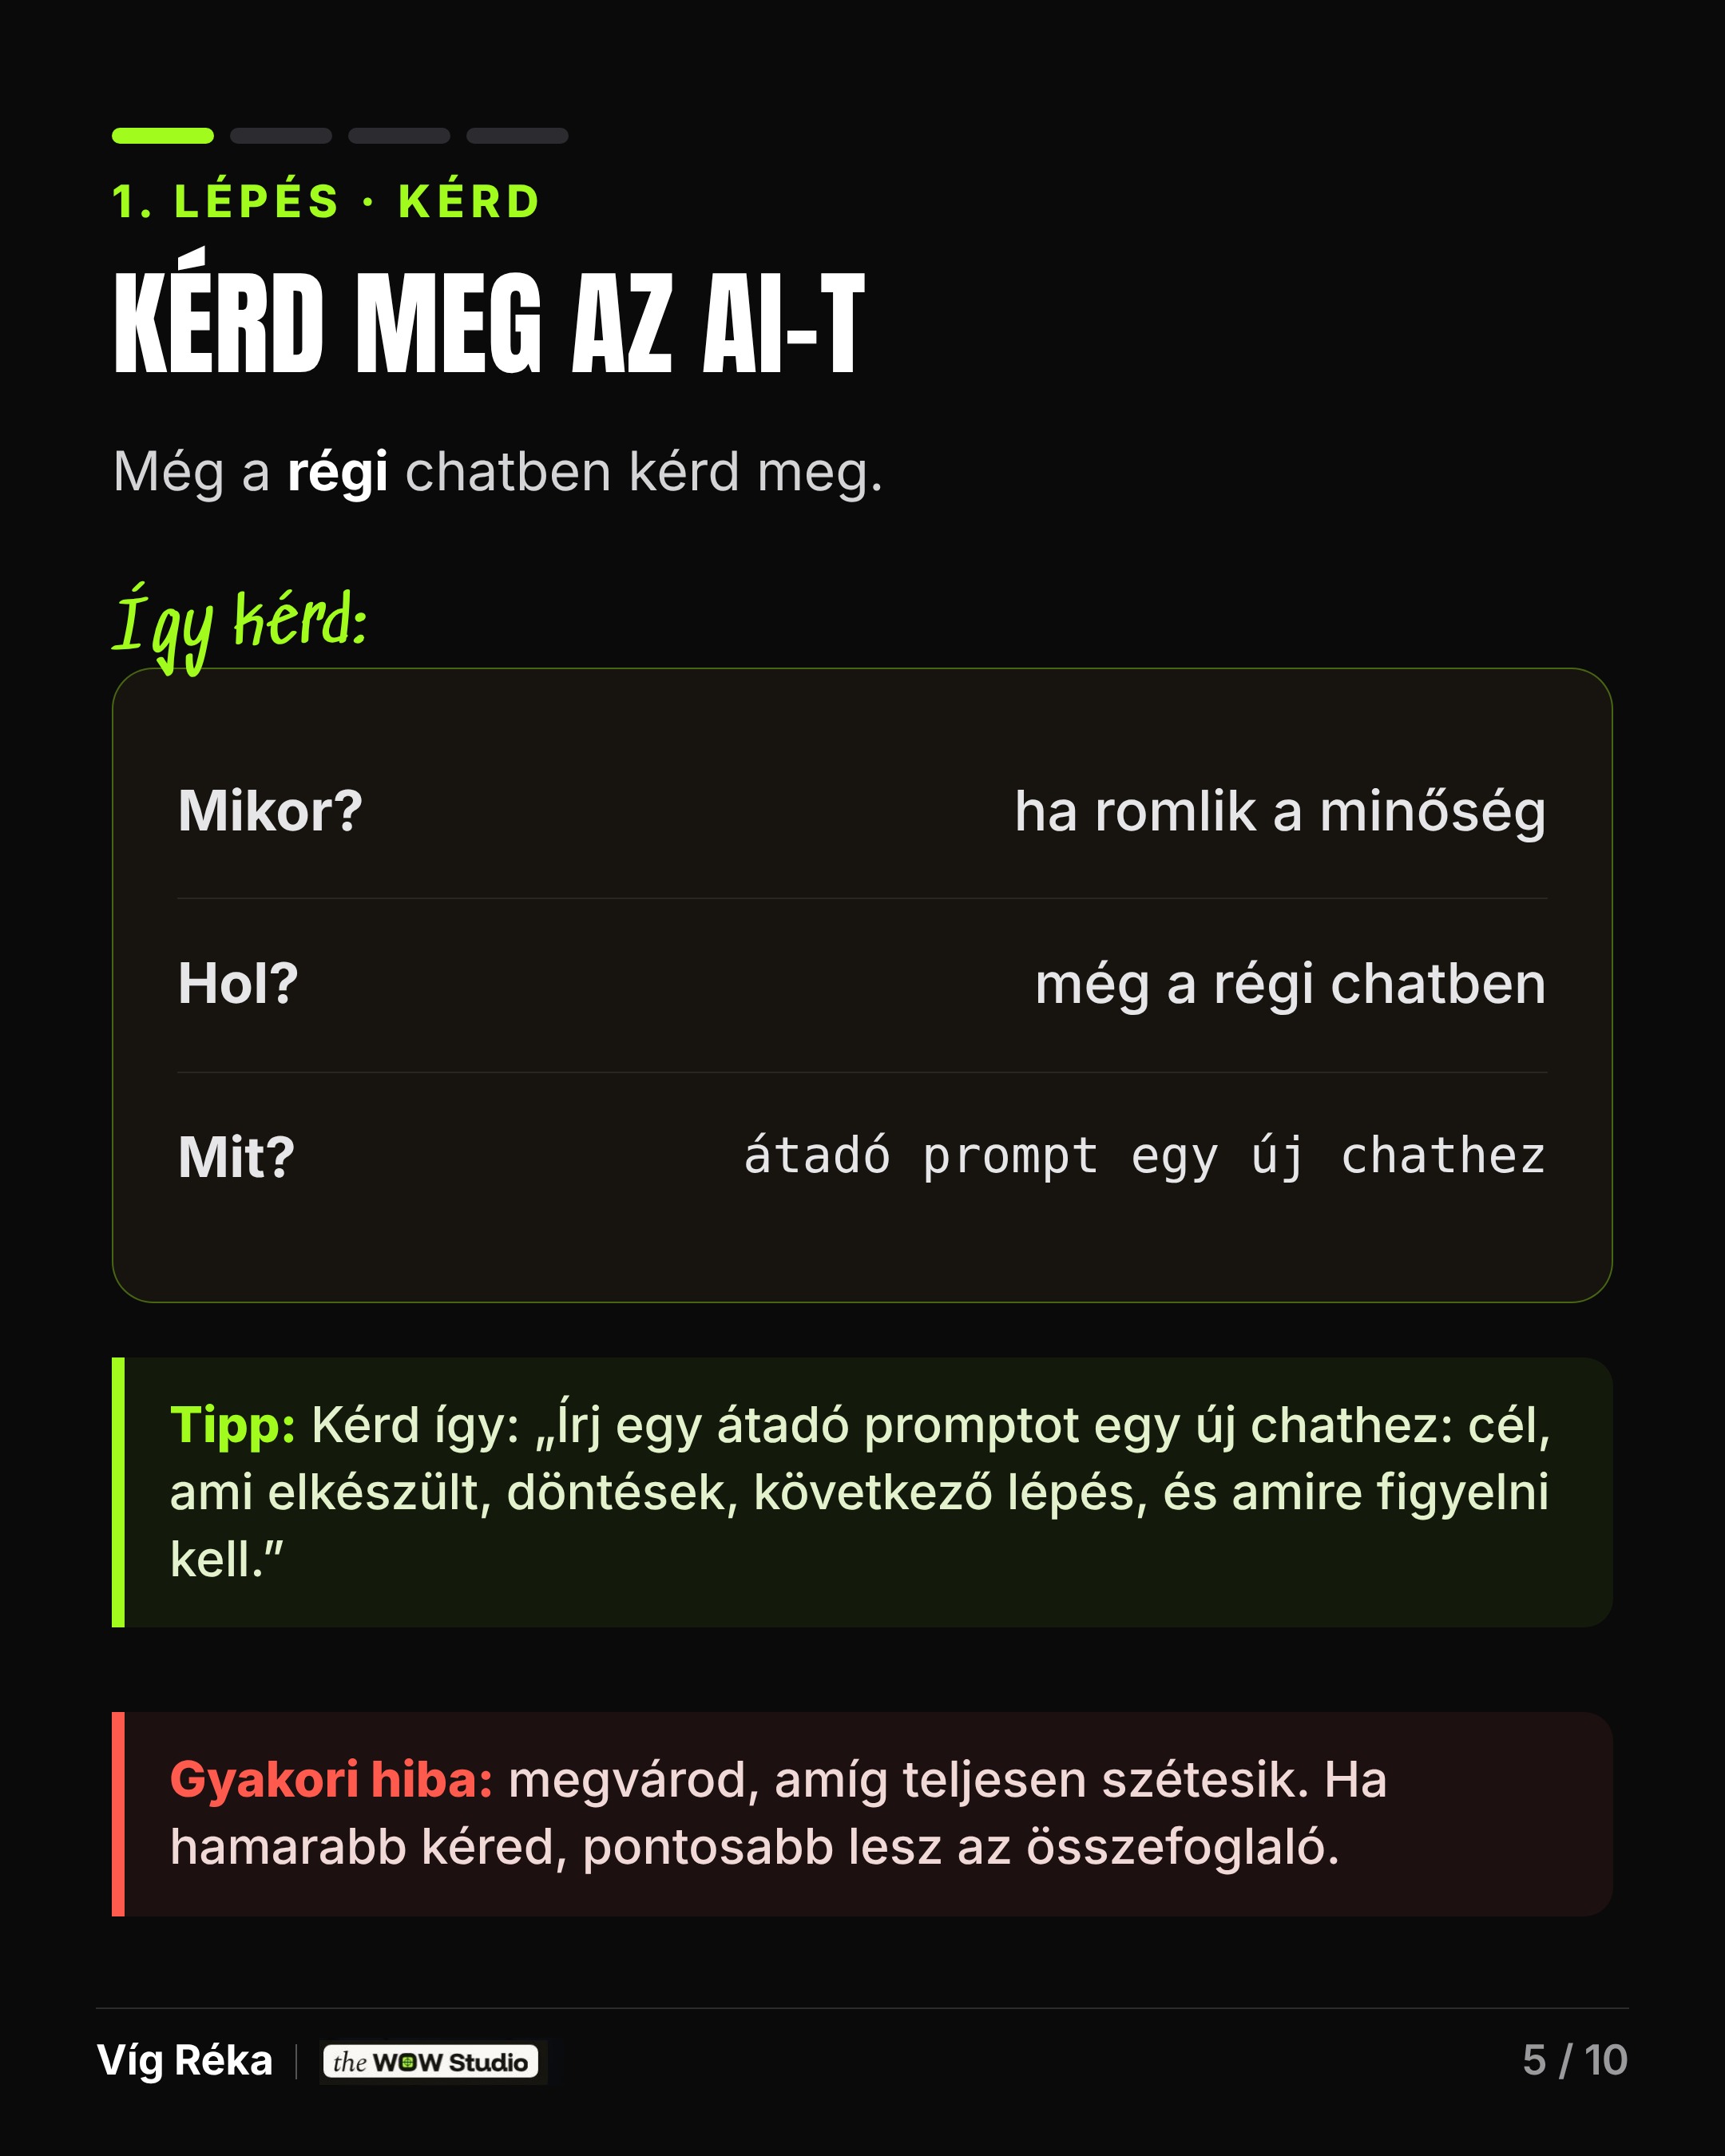 1. LÉPÉS · KÉRD
KÉRD MEG AZ AI-T
Még a régi chatben kérd meg.
Így kérd:
Mikor? ha romlik a minőség
Hol? még a régi chatben
Mit? átadó prompt egy új chathez
Tipp: Kérd így: „Írj egy átadó promptot egy új chathez: cél,
ami elkészült, döntések, következő lépés, és amire figyelni
kell.”
Gyakori hiba: megvárod, amíg teljesen szétesik. Ha
hamarabb kéred, pontosabb lesz az összefoglaló.
Víg Réka | the WOW Studio 5 / 10